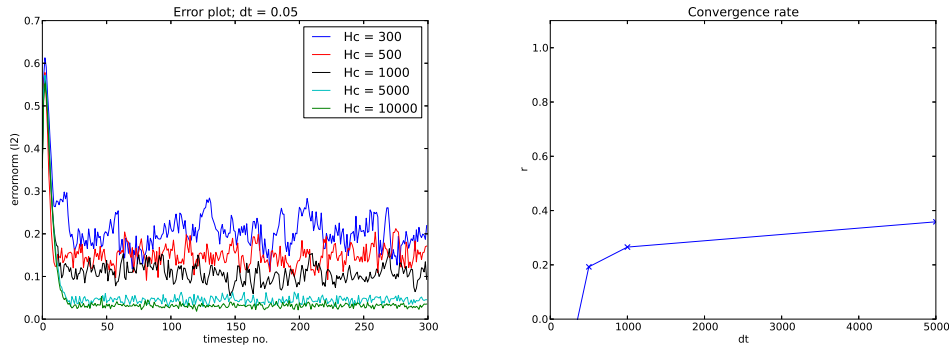 Error plot; dt = 0.05
errornorm (l2)
0.7
0.6
0.5
0.4
0.3
0.2
0.1
0.0
Hc = 300
Hc = 500
Hc = 1000
Hc = 5000
Hc = 10000
0 50 100 150 200 250 300
timestep no.
Convergence rate
r
1.0
0.8
0.6
0.4
0.2
0.0
0 1000 2000 3000 4000 5000
dt